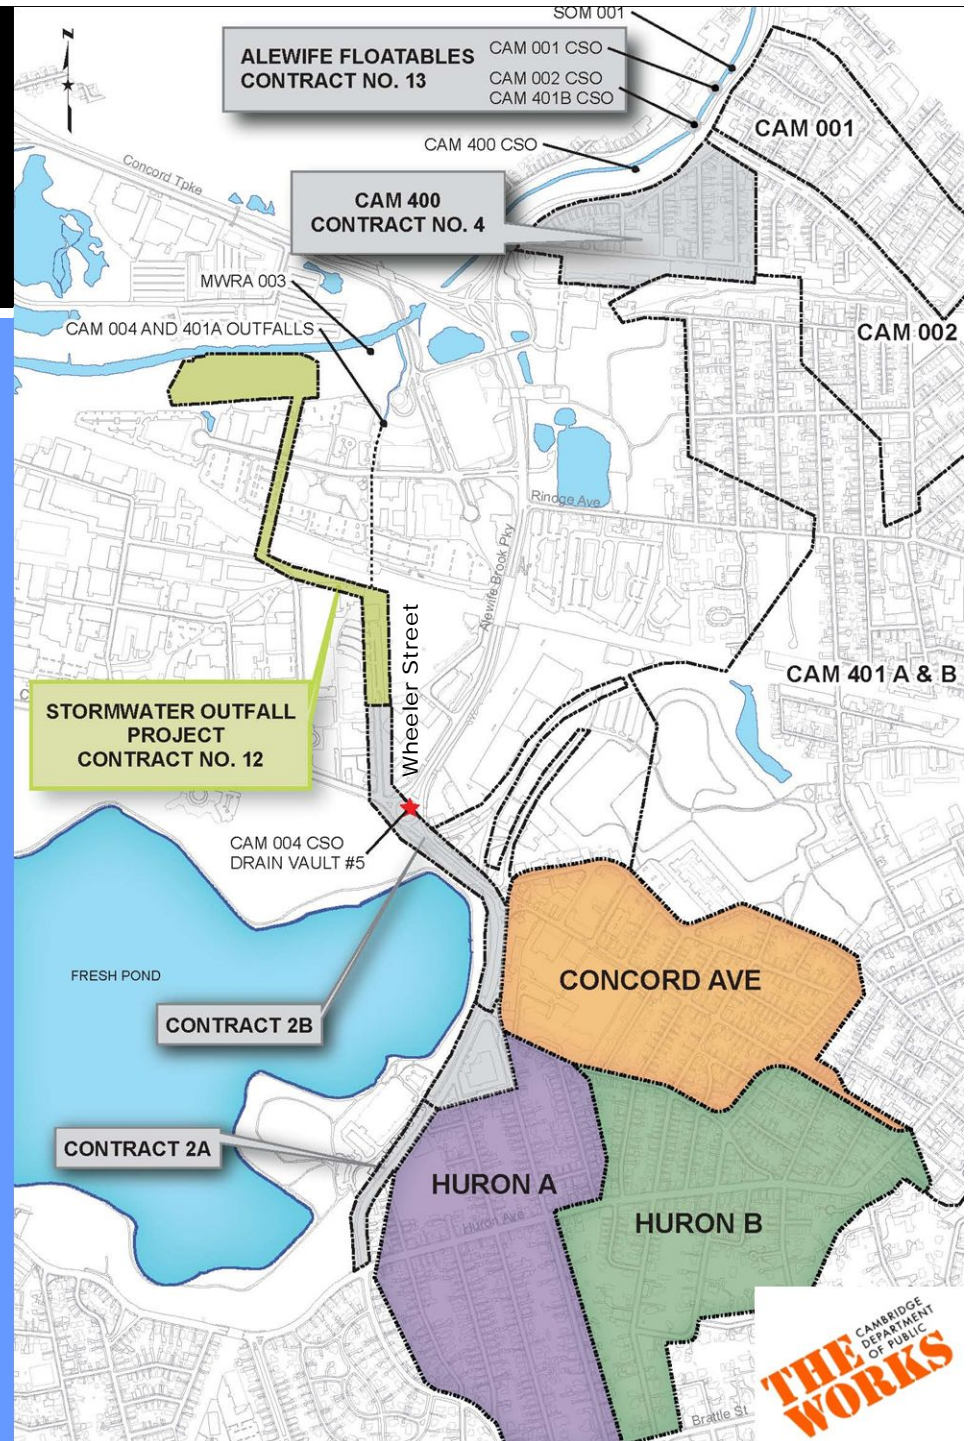 SOM 001
ALEWIFE FLOATABLES
CONTRACT NO. 13
CAM 001 CSO
CAM 002 CSO
CAM 401B CSO
N
CAM 001
CAM 400 CSO
Concord Tpke
CAM 400
CONTRACT NO. 4
MWRA 003
CAM 004 AND 401A OUTFALLS
CAM 002
Rindge Ave
Alewife Brook Pky
Wheeler Street
CAM 401 A & B
STORMWATER OUTFALL
PROJECT
CONTRACT NO. 12
CAM 004 CSO
DRAIN VAULT #5
FRESH POND
CONCORD AVE
CONTRACT 2B
CONTRACT 2A
HURON A
Huron Ave
HURON B
Brattle St
THE
WORKS
CAMBRIDGE
DEPARTMENT
OF PUBLIC